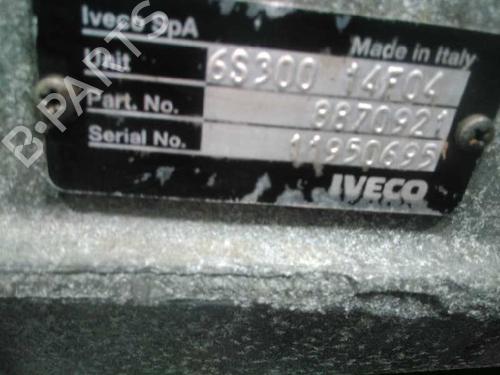 Iveco SpA
Made in Italy
Unit 6S300 14F04
Part. No. 8870921
Serial No. 11950695
IVECO
B-PARTS